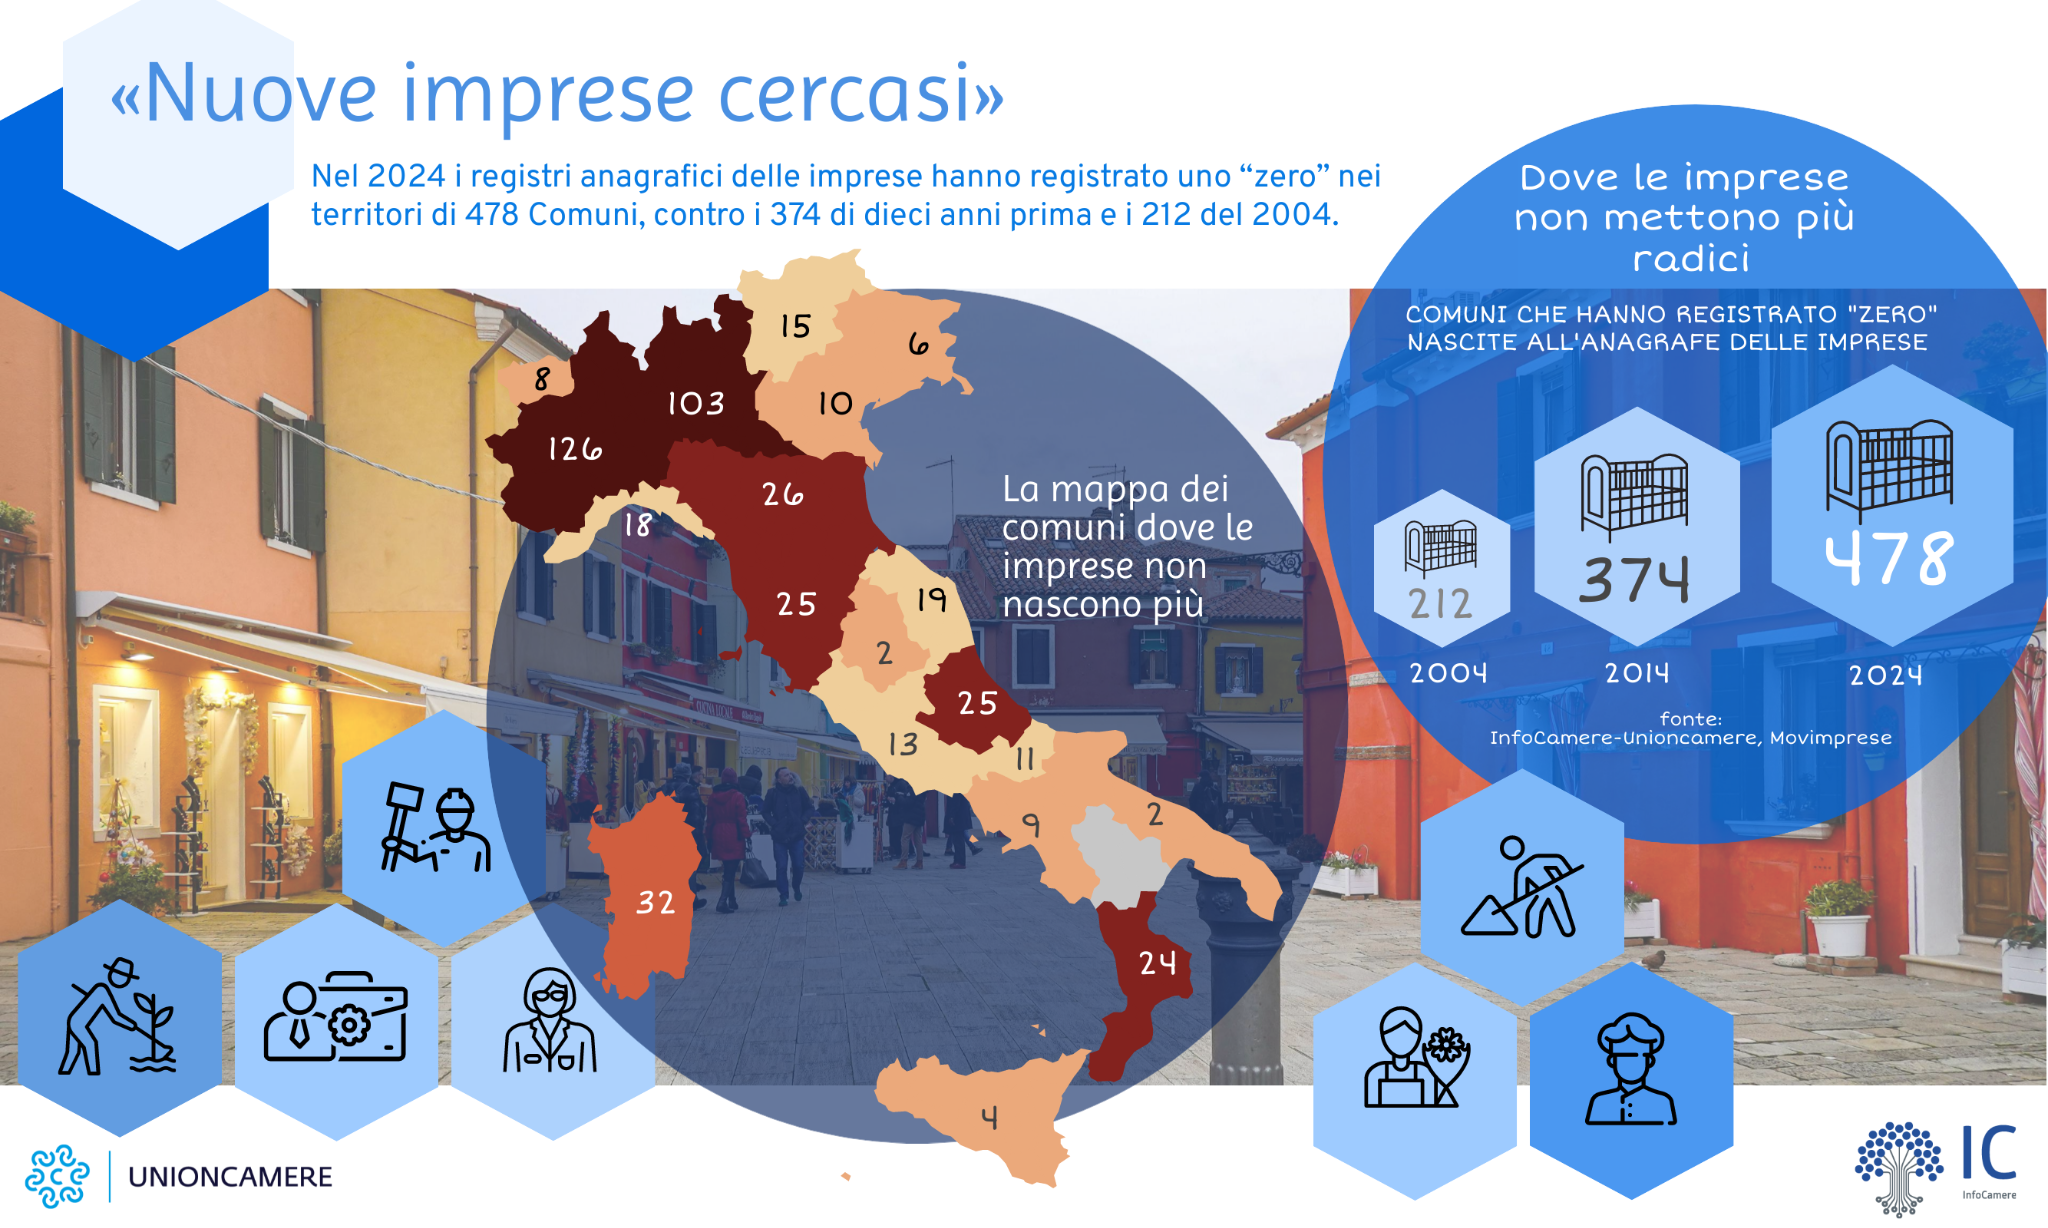 «Nuove imprese cercasi»
Nel 2024 i registri anagrafici delle imprese hanno registrato uno “zero” nei
territori di 478 Comuni, contro i 374 di dieci anni prima e i 212 del 2004.
Dove le imprese
non mettono più
radici
COMUNI CHE HANNO REGISTRATO "ZERO"
NASCITE ALL'ANAGRAFE DELLE IMPRESE
212
374
478
2004
2014
2024
fonte:
InfoCamere-Unioncamere, Movimprese
La mappa dei
comuni dove le
imprese non
nascono più
15
6
8
103
10
126
26
18
19
25
2
25
13
11
9
2
32
24
4
UNIONCAMERE
IC
InfoCamere